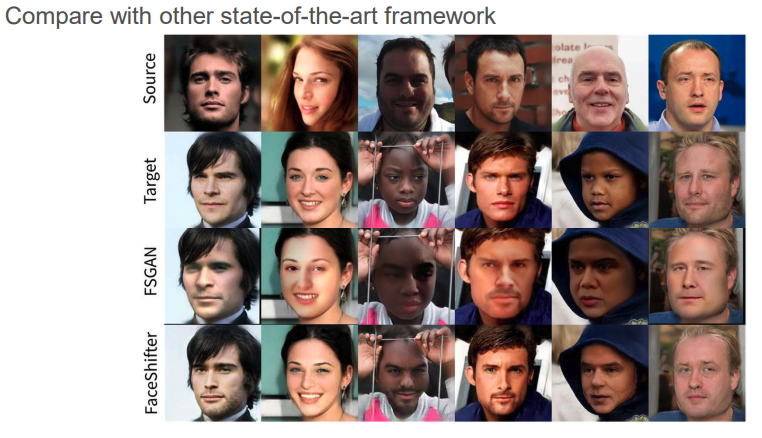 Compare with other state-of-the-art framework
Source
Target
FSGAN
FaceShifter